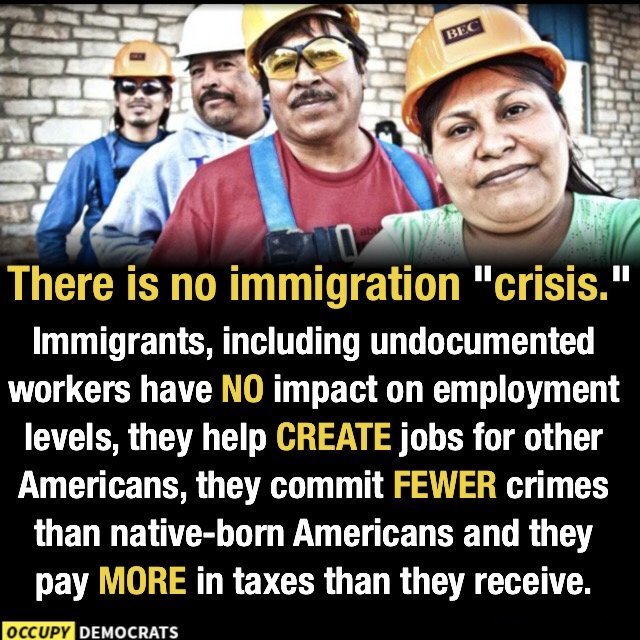 BEC
There is no immigration "crisis."
Immigrants, including undocumented
workers have NO impact on employment
levels, they help CREATE jobs for other
Americans, they commit FEWER crimes
than native-born Americans and they
pay MORE in taxes than they receive.
OCCUPY DEMOCRATS